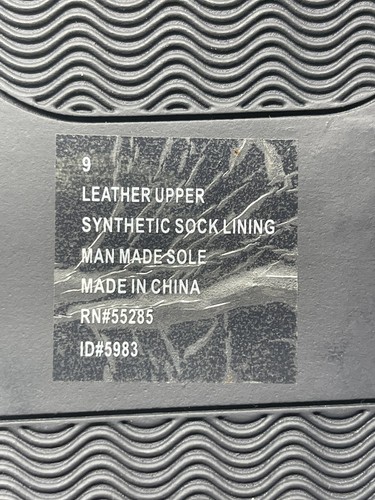 9
LEATHER UPPER
SYNTHETIC SOCK LINING
MAN MADE SOLE
MADE IN CHINA
RN#55285
ID#5983